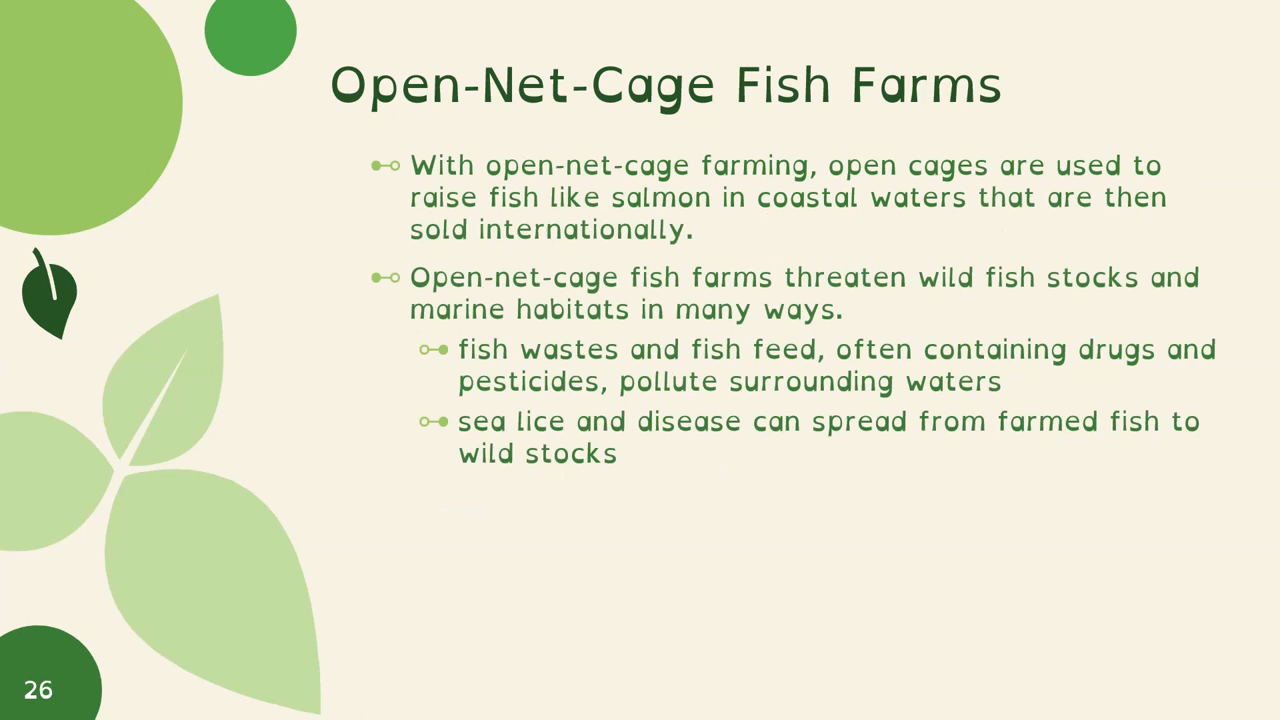 Open-Net-Cage Fish Farms
With open-net-cage farming, open cages are used to
raise fish like salmon in coastal waters that are then
sold internationally.
Open-net-cage fish farms threaten wild fish stocks and
marine habitats in many ways.
fish wastes and fish feed, often containing drugs and
pesticides, pollute surrounding waters
sea lice and disease can spread from farmed fish to
wild stocks
26